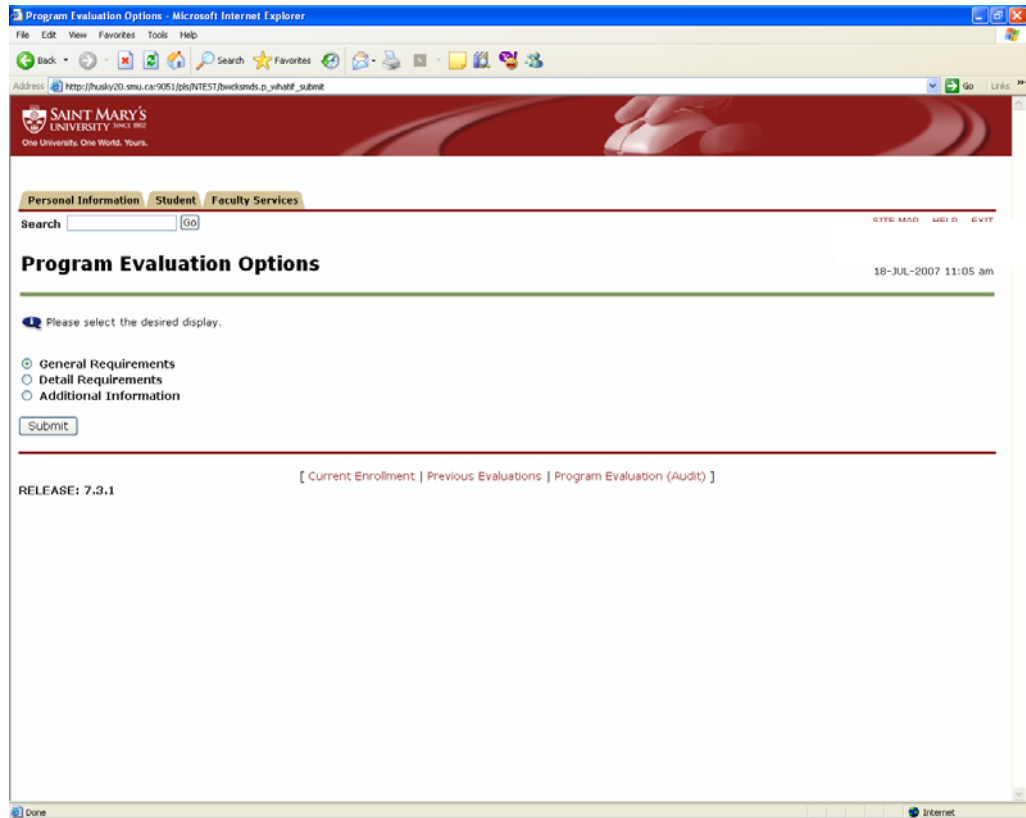 Program Evaluation Options - Microsoft Internet Explorer
File Edit View Favorites Tools Help
Back Search Favorites
Address http://husky20.smu.ca:9051/pls/NTEST/bwcksmds.p_whatif_submit Go Links »
SAINT MARY'S
UNIVERSITY SINCE 1802
One University. One World. Yours.
Personal Information Student Faculty Services
Search Go SITE MAP HELP EXIT
Program Evaluation Options
18-JUL-2007 11:05 am
Please select the desired display.
General Requirements
Detail Requirements
Additional Information
Submit
[ Current Enrollment | Previous Evaluations | Program Evaluation (Audit) ]
RELEASE: 7.3.1
Done Internet